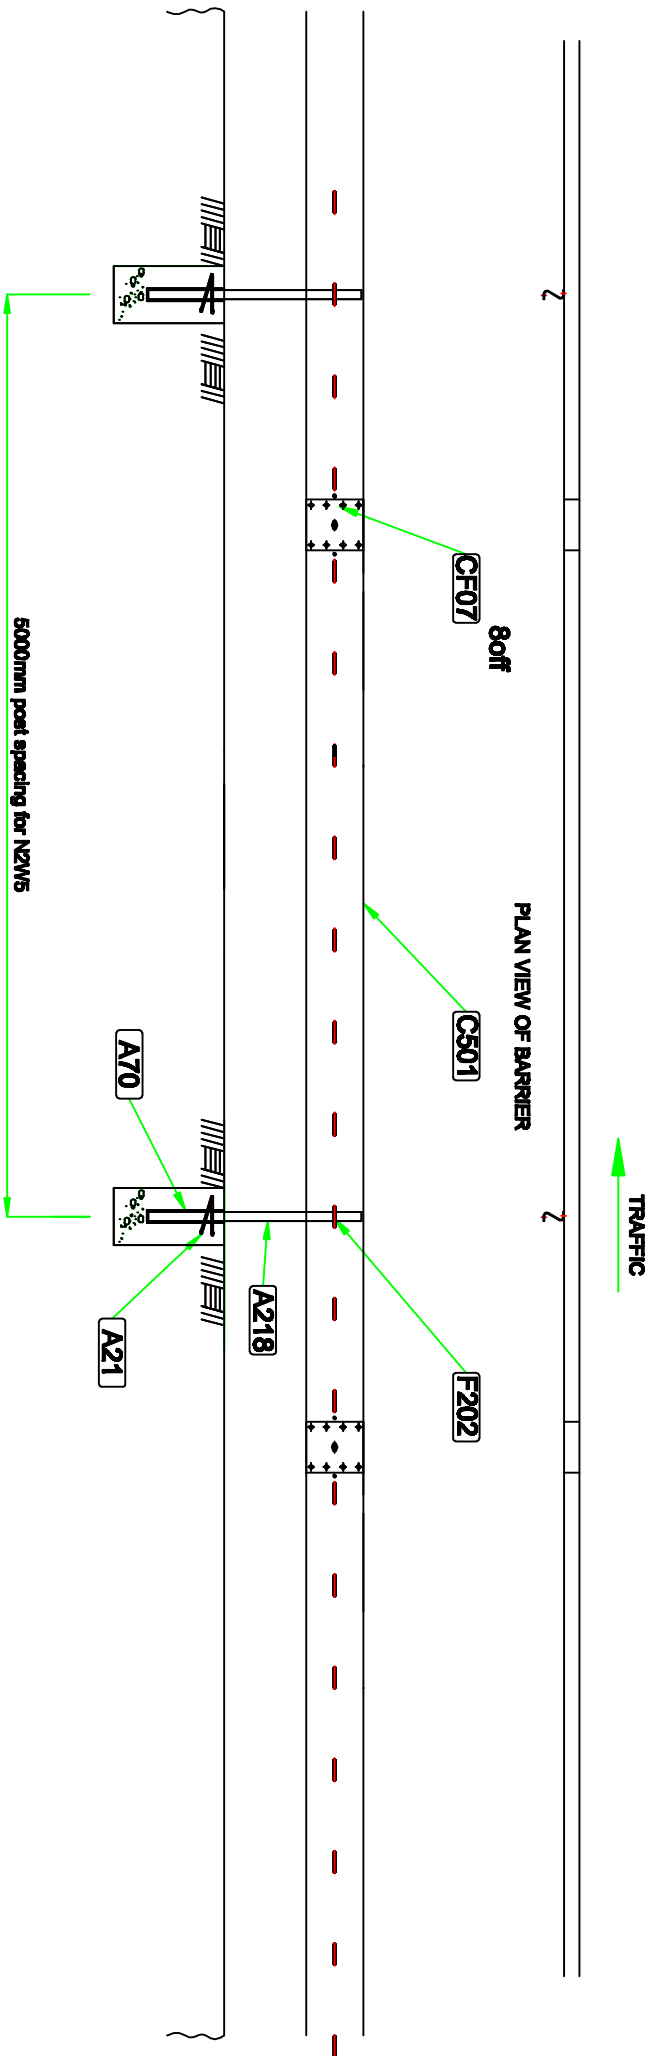 TRAFFIC
PLAN VIEW OF BARRIER
8off
CF07
C501
F202
A218
A70
A21
5000mm post spacing for N2W5